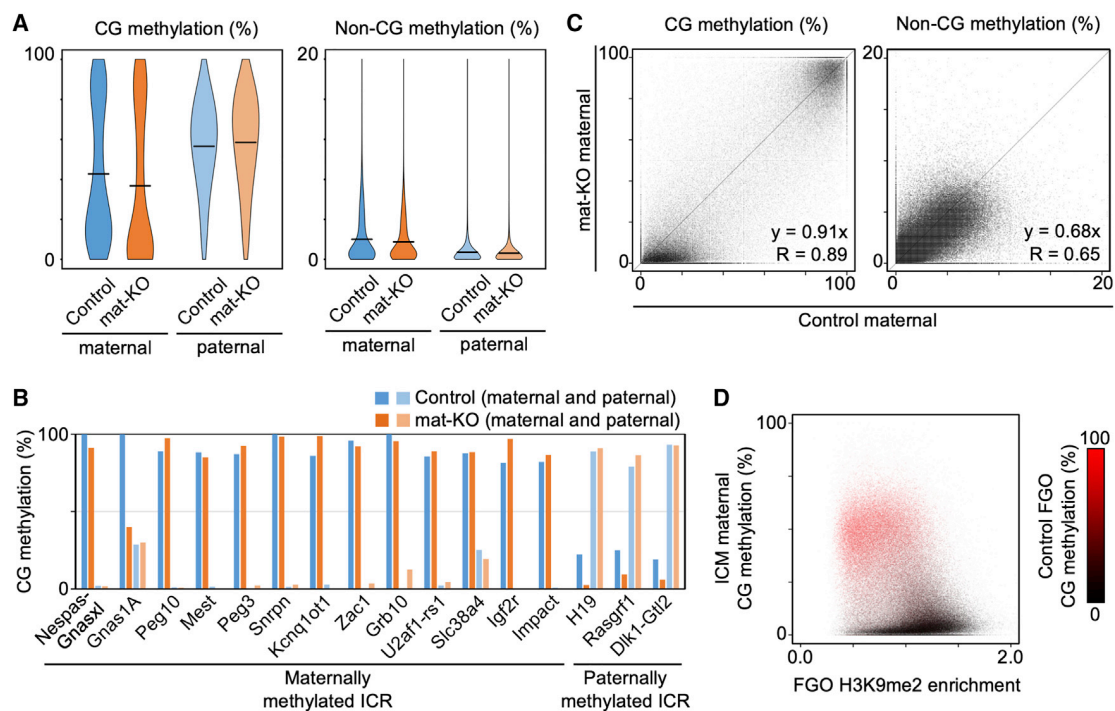 A
CG methylation (%)
Non-CG methylation (%)
100
0
20
0
Control
mat-KO
Control
mat-KO
Control
mat-KO
Control
mat-KO
maternal
paternal
maternal
paternal
C
CG methylation (%)
Non-CG methylation (%)
mat-KO maternal
100
0
y = 0.91x
R = 0.89
0
100
20
0
y = 0.68x
R = 0.65
0
20
Control maternal
B
Control (maternal and paternal)
mat-KO (maternal and paternal)
CG methylation (%)
100
0
Nespas-
Gnasxl
Gnas1A
Peg10
Mest
Peg3
Snrpn
Kcnq1ot1
Zac1
Grb10
U2af1-rs1
Slc38a4
Igf2r
Impact
H19
Rasgrf1
Dlk1-Gtl2
Maternally
methylated ICR
Paternally
methylated ICR
D
ICM maternal
CG methylation (%)
100
0
0.0
1.0
2.0
FGO H3K9me2 enrichment
Control FGO
CG methylation (%)
100
0